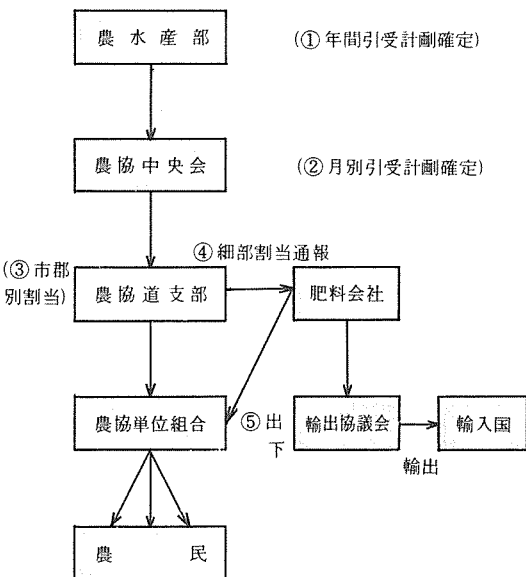 農水産部
(①年間引受計劃確定)
農協中央会
(②月別引受計劃確定)
④細部割当通報
(③市郡
別割当)
農協道支部
肥料会社
農協単位組合
⑤出
下
輸出協議会
輸入国
輸出
農民